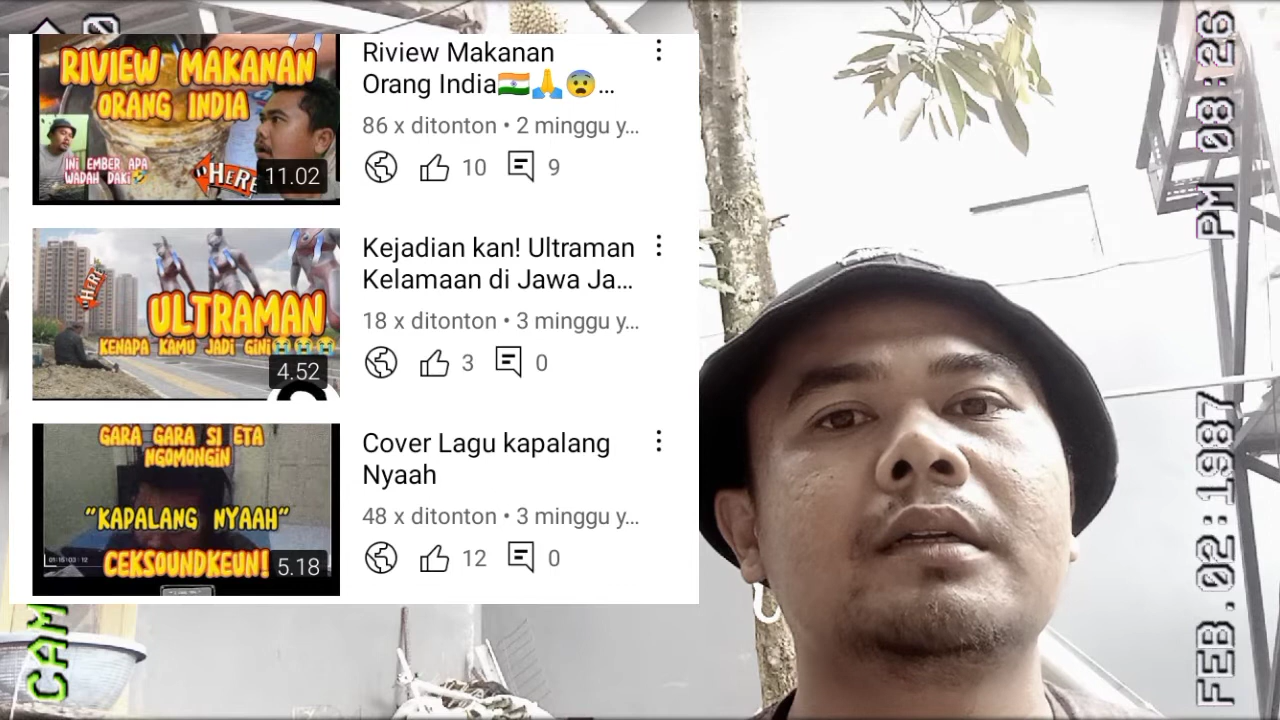 RIVIEW MAKANAN
ORANG INDIA
INI EMBER APA
WADAH DAKI🤣
"HERE
11.02
Riview Makanan
Orang India🇮🇳🙏😨...
86 x ditonton • 2 minggu y...
10
9
HERE
ULTRAMAN
KENAPA KAMU JADI GINI😭😭😭
4.52
Kejadian kan! Ultraman
Kelamaan di Jawa Ja...
18 x ditonton • 3 minggu y...
3
0
GARA GARA SI ETA
NGOMONGIN
"KAPALANG NYAAH"
CEKSOUNDKEUN!
5.18
Cover Lagu kapalang
Nyaah
48 x ditonton • 3 minggu y...
12
0
CAM
PM 08:26
FEB.02:1987